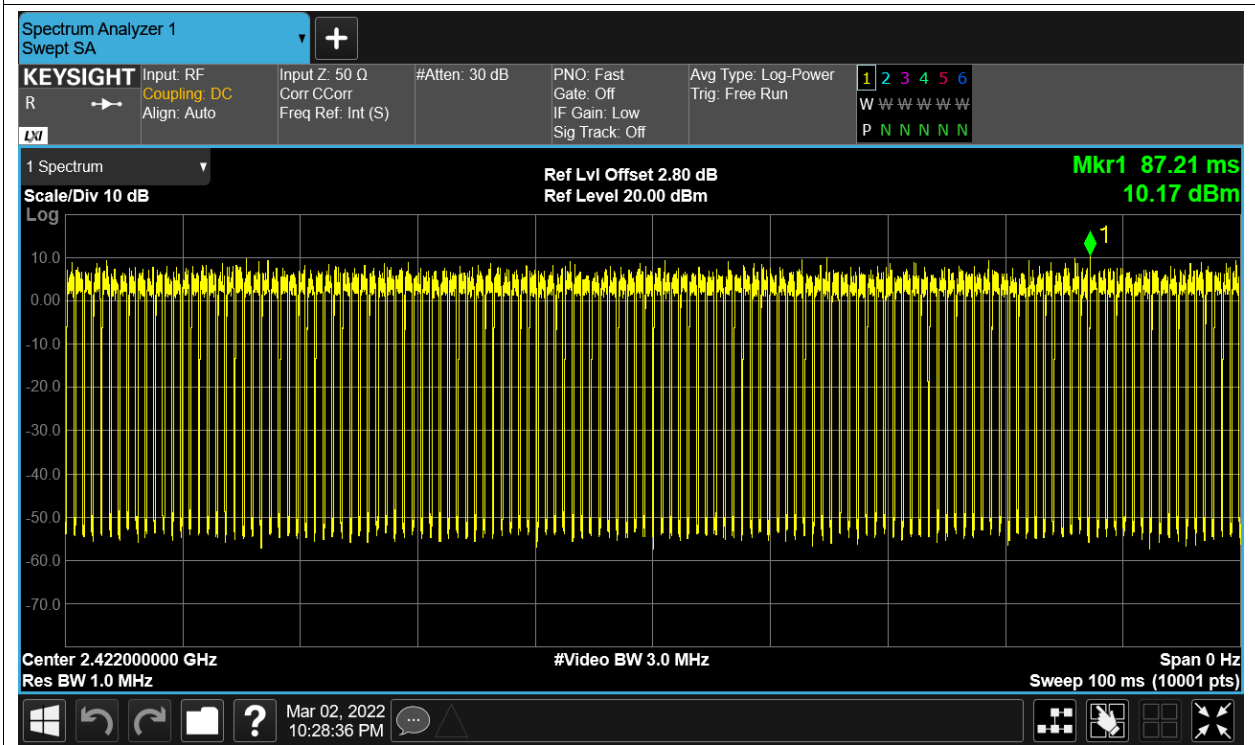 Spectrum Analyzer 1
Swept SA
+
KEYSIGHT
R
LXI
Input: RF
Coupling: DC
Align: Auto
Input Z: 50 Ω
Corr CCorr
Freq Ref: Int (S)
#Atten: 30 dB
PNO: Fast
Gate: Off
IF Gain: Low
Sig Track: Off
Avg Type: Log-Power
Trig: Free Run
1 2 3 4 5 6
W W W W W W
P N N N N N
1 Spectrum
Scale/Div 10 dB
Log
Ref Lvl Offset 2.80 dB
Ref Level 20.00 dBm
Mkr1 87.21 ms
10.17 dBm
1
10.0
0.00
-10.0
-20.0
-30.0
-40.0
-50.0
-60.0
-70.0
Center 2.422000000 GHz
Res BW 1.0 MHz
#Video BW 3.0 MHz
Span 0 Hz
Sweep 100 ms (10001 pts)
?
Mar 02, 2022
10:28:36 PM